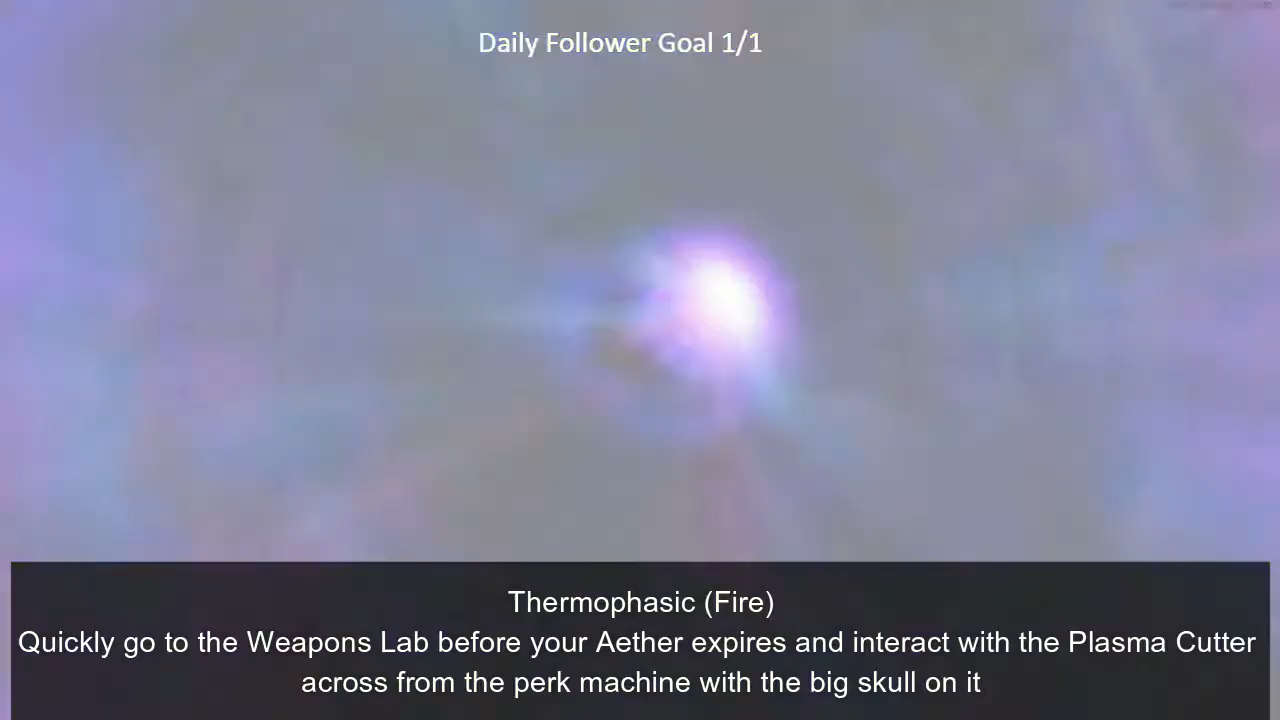 Daily Follower Goal 1/1
Thermophasic (Fire)
Quickly go to the Weapons Lab before your Aether expires and interact with the Plasma Cutter
across from the perk machine with the big skull on it